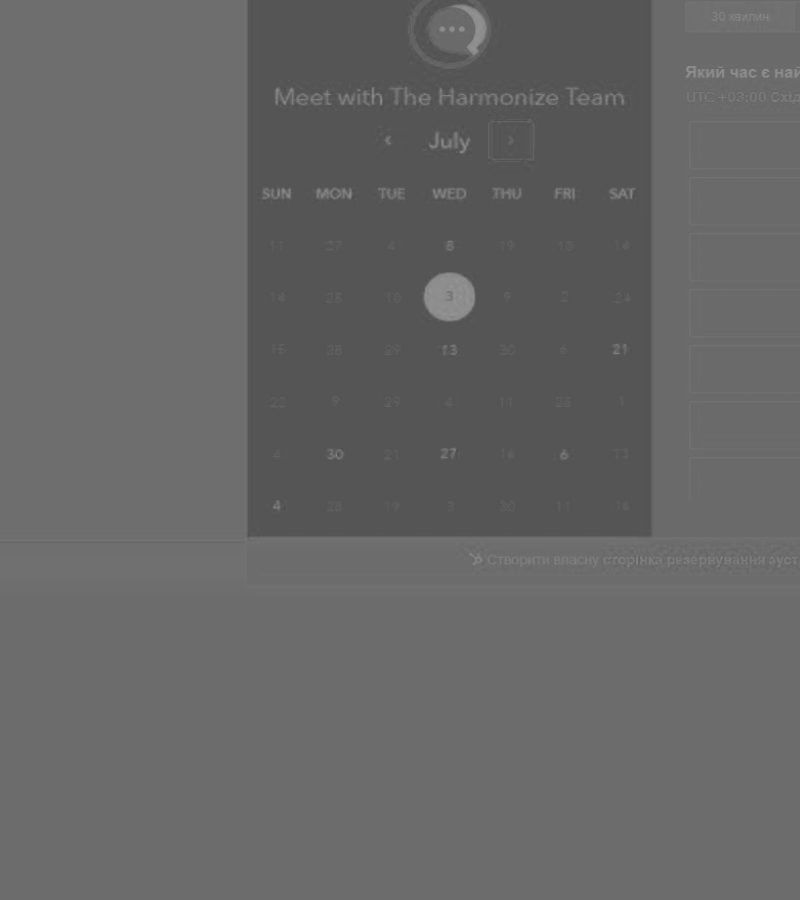 30 хвилин
Meet with The Harmonize Team
Який час є най
July
UTC +03:00 Схід
SUN MON TUE WED THU FRI SAT
11 27 4 8 19 18 14
14 25 18 3 9 2 24
15 28 29 13 30 6 21
22 9 29 4 11 23 1
4 30 21 27 16 6 13
4 28 19 3 30 11 16
Створити власну сторінка резервування зуст